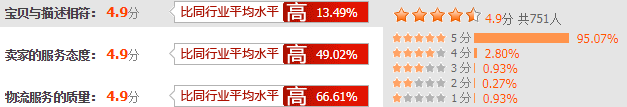 宝贝与描述相符：4.9分 比同行业平均水平 高 13.49%
卖家的服务态度：4.9分 比同行业平均水平 高 49.02%
物流服务的质量：4.9分 比同行业平均水平 高 66.61%
4.9分 共751人
5分 95.07%
4分 2.80%
3分 0.93%
2分 0.27%
1分 0.93%